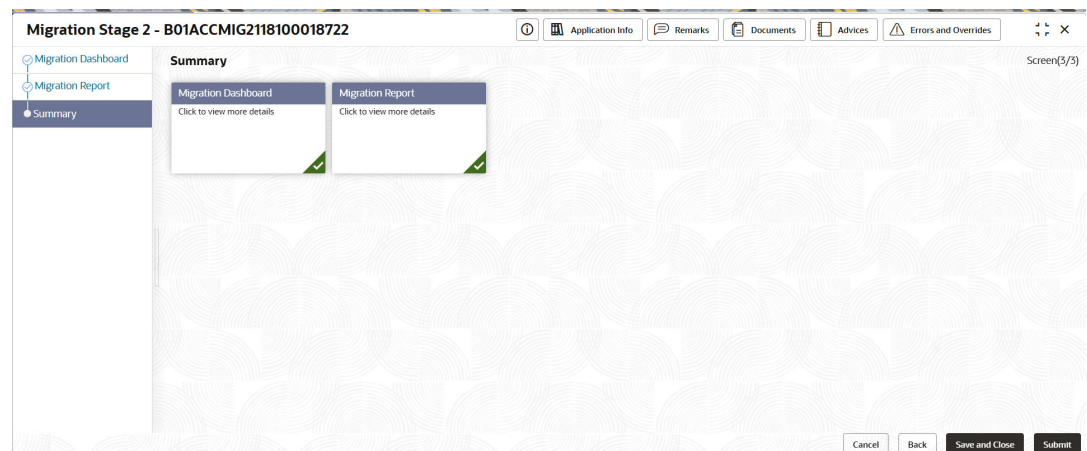 Migration Stage 2 - B01ACCMIG2118100018722
Application Info
Remarks
Documents
Advices
Errors and Overrides
Migration Dashboard
Migration Report
Summary
Summary
Screen(3/3)
Migration Dashboard
Click to view more details
Migration Report
Click to view more details
Cancel
Back
Save and Close
Submit